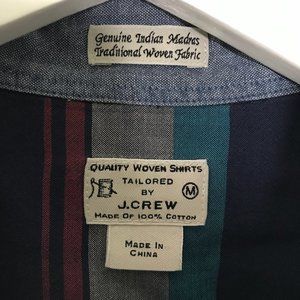 Genuine Indian Madras
Traditional Woven Fabric
QUALITY WOVEN SHIRTS
TAILORED
BY
M
J.CREW
MADE OF 100% COTTON
MADE IN
CHINA